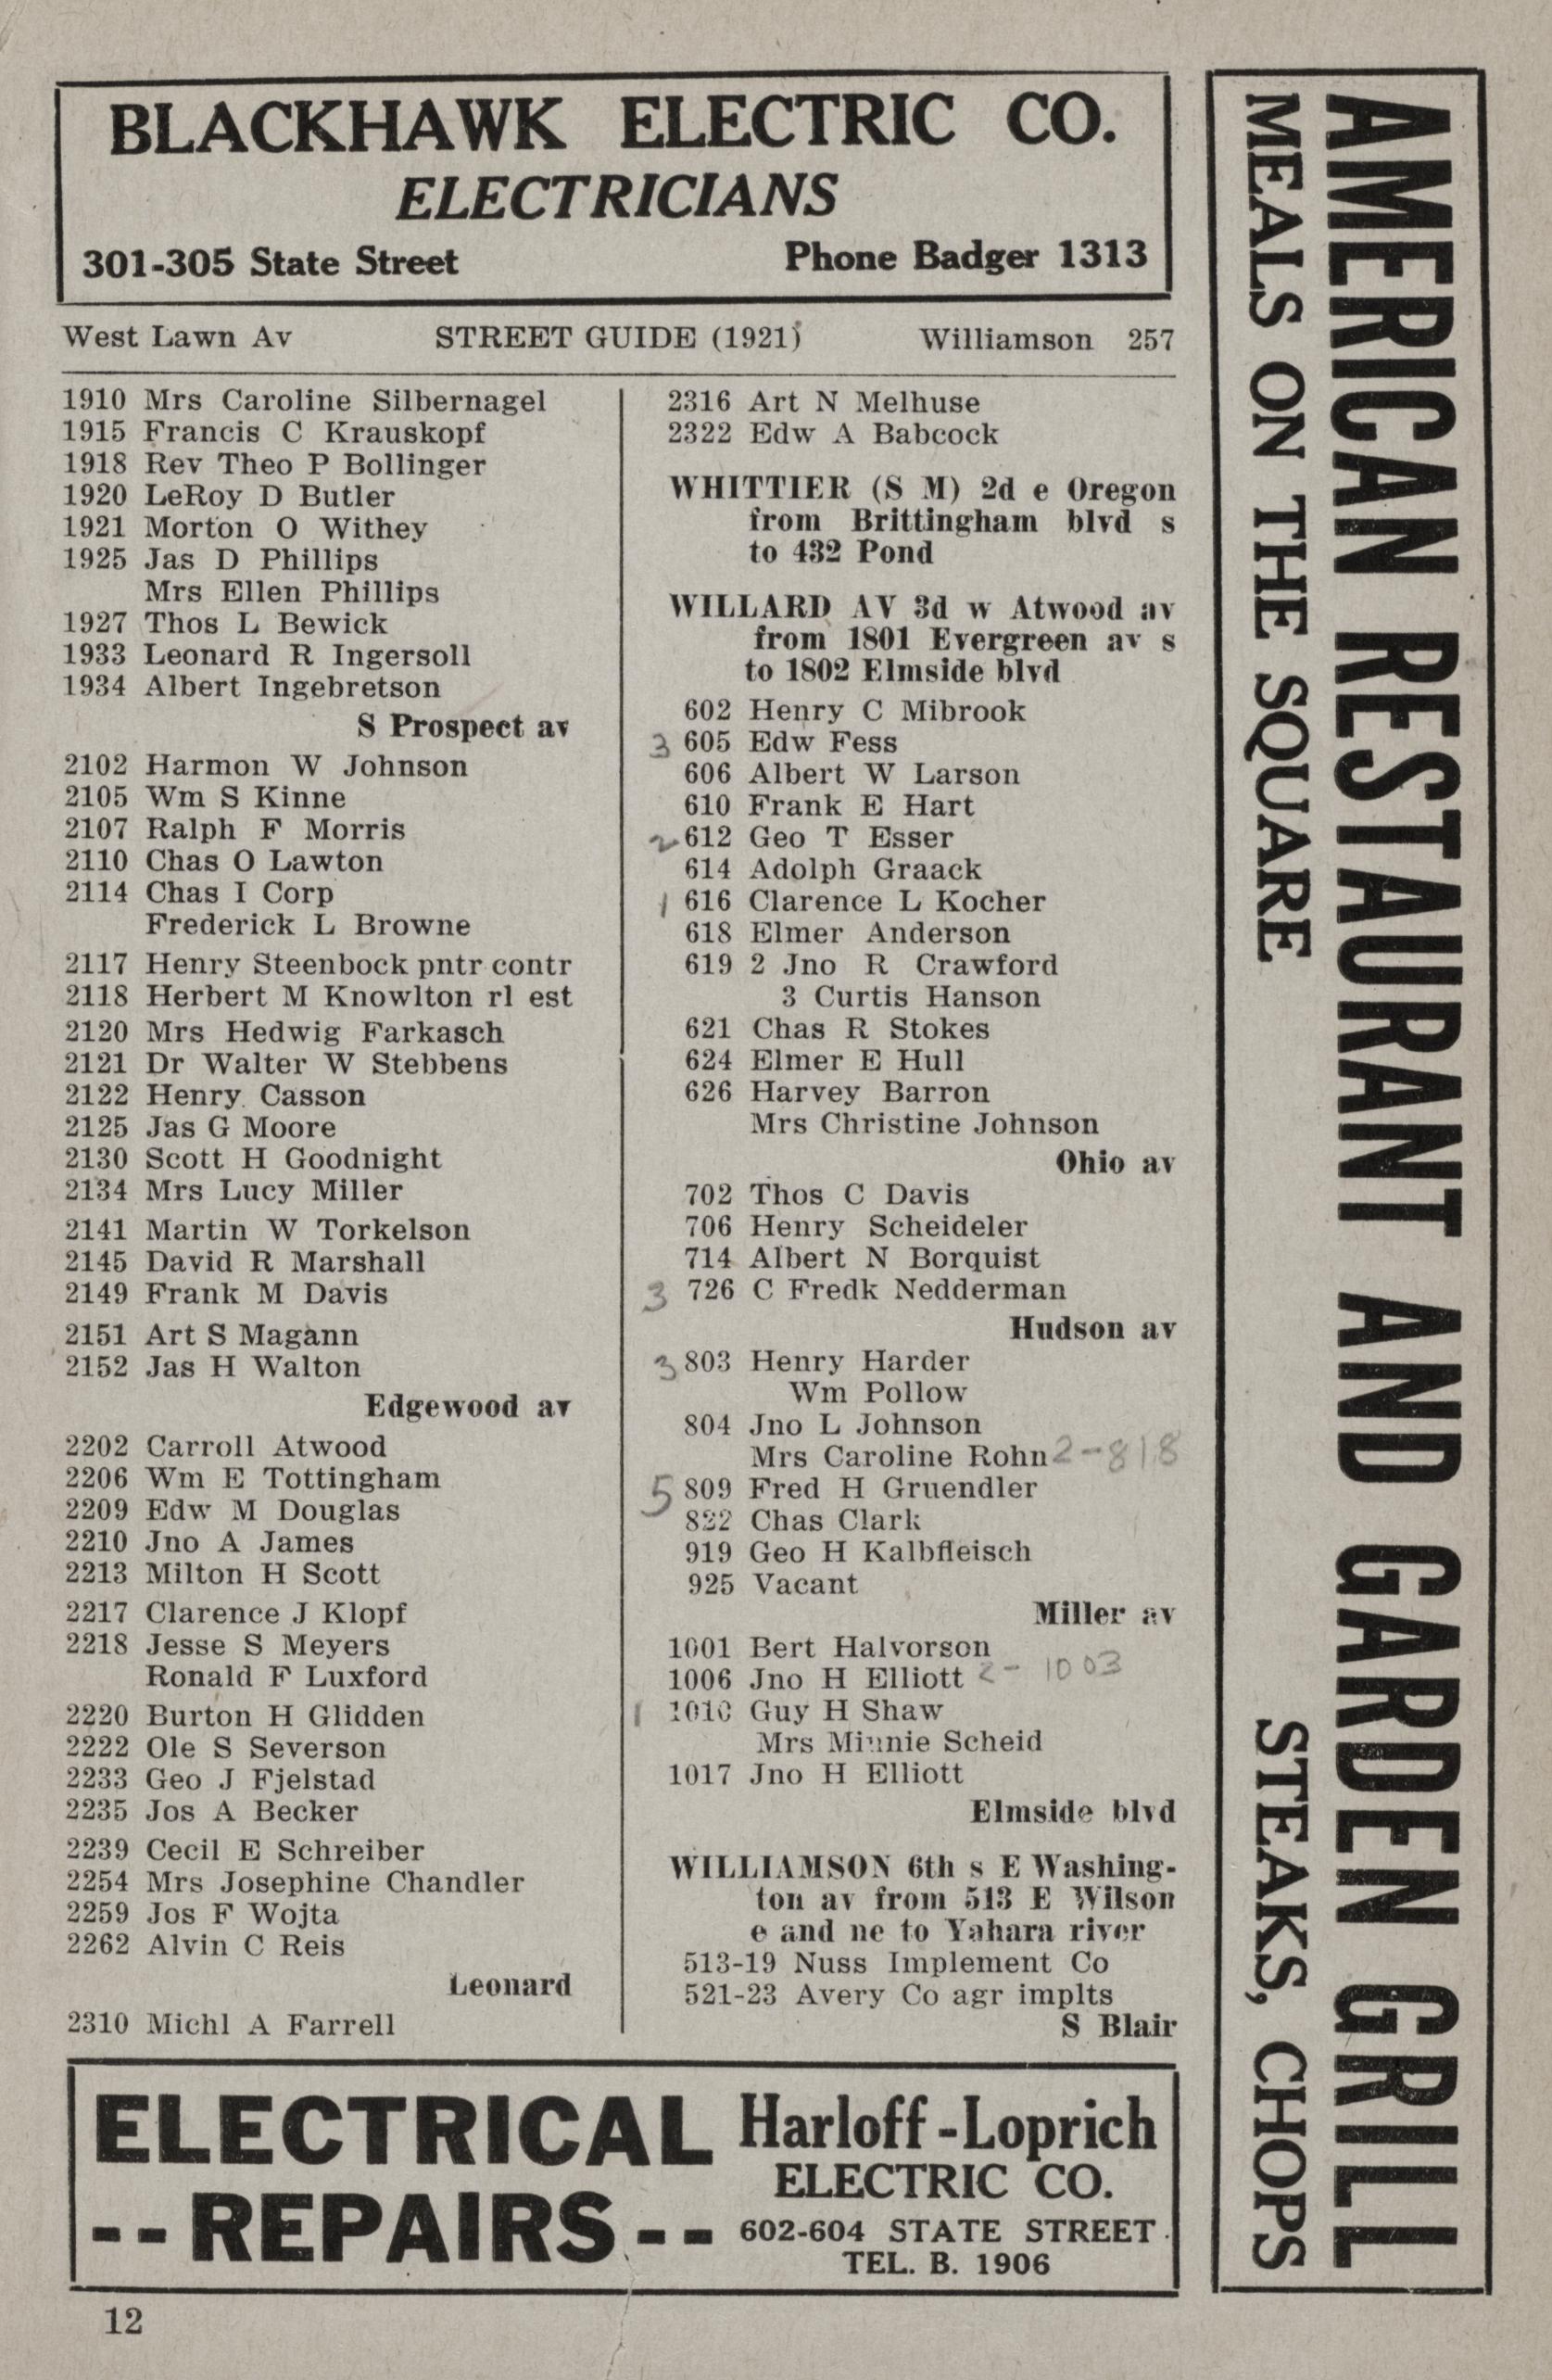 BLACKHAWK ELECTRIC CO.
ELECTRICIANS
301-305 State Street Phone Badger 1313
West Lawn Av STREET GUIDE (1921) Williamson 257
1910 Mrs Caroline Silbernagel
1915 Francis C Krauskopf
1918 Rev Theo P Bollinger
1920 LeRoy D Butler
1921 Morton O Withey
1925 Jas D Phillips
Mrs Ellen Phillips
1927 Thos L Bewick
1933 Leonard R Ingersoll
1934 Albert Ingebretson
S Prospect av
2102 Harmon W Johnson
2105 Wm S Kinne
2107 Ralph F Morris
2110 Chas O Lawton
2114 Chas I Corp
Frederick L Browne
2117 Henry Steenbock pntr contr
2118 Herbert M Knowlton rl est
2120 Mrs Hedwig Farkasch
2121 Dr Walter W Stebbens
2122 Henry Casson
2125 Jas G Moore
2130 Scott H Goodnight
2134 Mrs Lucy Miller
2141 Martin W Torkelson
2145 David R Marshall
2149 Frank M Davis
2151 Art S Magann
2152 Jas H Walton
Edgewood av
2202 Carroll Atwood
2206 Wm E Tottingham
2209 Edw M Douglas
2210 Jno A James
2213 Milton H Scott
2217 Clarence J Klopf
2218 Jesse S Meyers
Ronald F Luxford
2220 Burton H Glidden
2222 Ole S Severson
2233 Geo J Fjelstad
2235 Jos A Becker
2239 Cecil E Schreiber
2254 Mrs Josephine Chandler
2259 Jos F Wojta
2262 Alvin C Reis
Leonard
2310 Michl A Farrell
2316 Art N Melhuse
2322 Edw A Babcock
WHITTIER (S M) 2d e Oregon
from Brittingham blvd s
to 432 Pond
WILLARD AV 3d w Atwood av
from 1801 Evergreen av s
to 1802 Elmside blvd
602 Henry C Mibrook
3 605 Edw Fess
606 Albert W Larson
610 Frank E Hart
2 612 Geo T Esser
614 Adolph Graack
1 616 Clarence L Kocher
618 Elmer Anderson
619 2 Jno R Crawford
3 Curtis Hanson
621 Chas R Stokes
624 Elmer E Hull
626 Harvey Barron
Mrs Christine Johnson
Ohio av
702 Thos C Davis
706 Henry Scheideler
714 Albert N Borquist
3 726 C Fredk Nedderman
Hudson av
3 803 Henry Harder
Wm Pollow
804 Jno L Johnson
Mrs Caroline Rohn 2-818
5 809 Fred H Gruendler
822 Chas Clark
919 Geo H Kalbfleisch
925 Vacant
Miller av
1001 Bert Halvorson
1006 Jno H Elliott 2- 1003
1 1010 Guy H Shaw
Mrs Minnie Scheid
1017 Jno H Elliott
Elmside blvd
WILLIAMSON 6th s E Washing-
ton av from 513 E Wilson
e and ne to Yahara river
513-19 Nuss Implement Co
521-23 Avery Co agr implts
S Blair
ELECTRICAL
--REPAIRS--
Harloff-Loprich
ELECTRIC CO.
602-604 STATE STREET
TEL. B. 1906
12
AMERICAN RESTAURANT AND GARDEN GRILL
MEALS ON THE SQUARE STEAKS, CHOPS